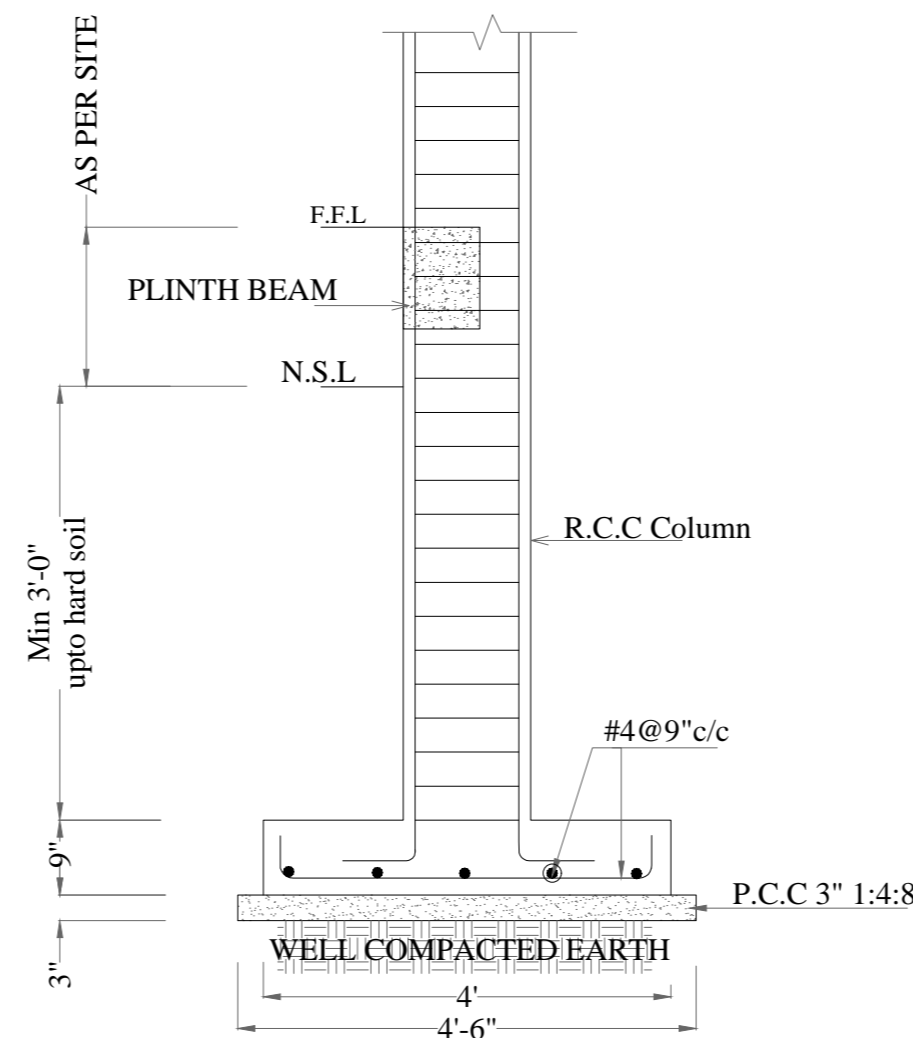 AS PER SITE
F.F.L
PLINTH BEAM
N.S.L
Min 3'-0"
upto hard soil
R.C.C Column
#4@9"c/c
9"
P.C.C 3" 1:4:8
WELL COMPACTED EARTH
3"
4'
4'-6"